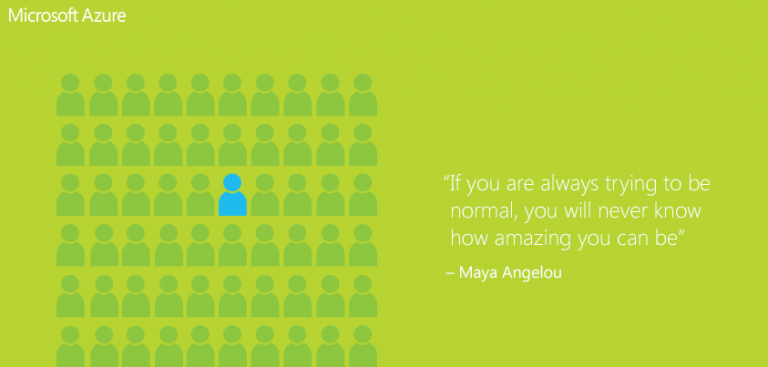 Microsoft Azure
“If you are always trying to be
normal, you will never know
how amazing you can be”
– Maya Angelou